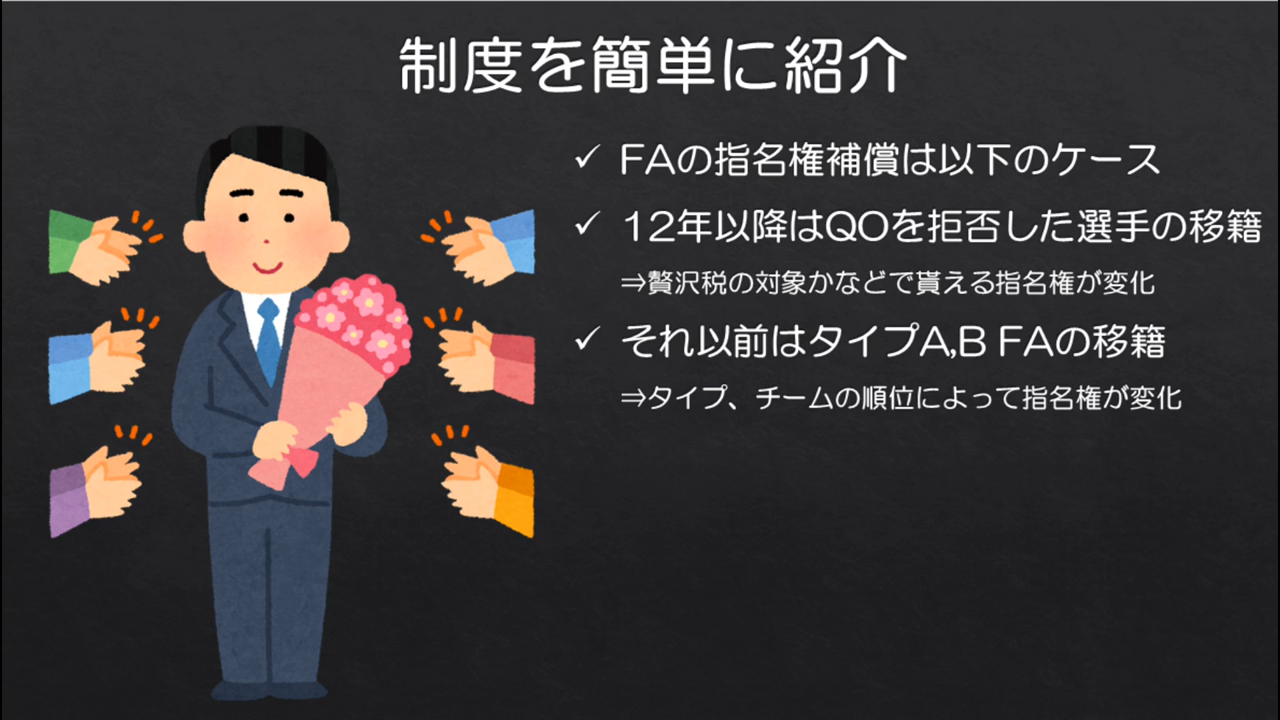 制度を簡単に紹介
✓ FAの指名権補償は以下のケース
✓ 12年以降はQOを拒否した選手の移籍
⇒贅沢税の対象かなどで貰える指名権が変化
✓ それ以前はタイプA,B FAの移籍
⇒タイプ、チームの順位によって指名権が変化